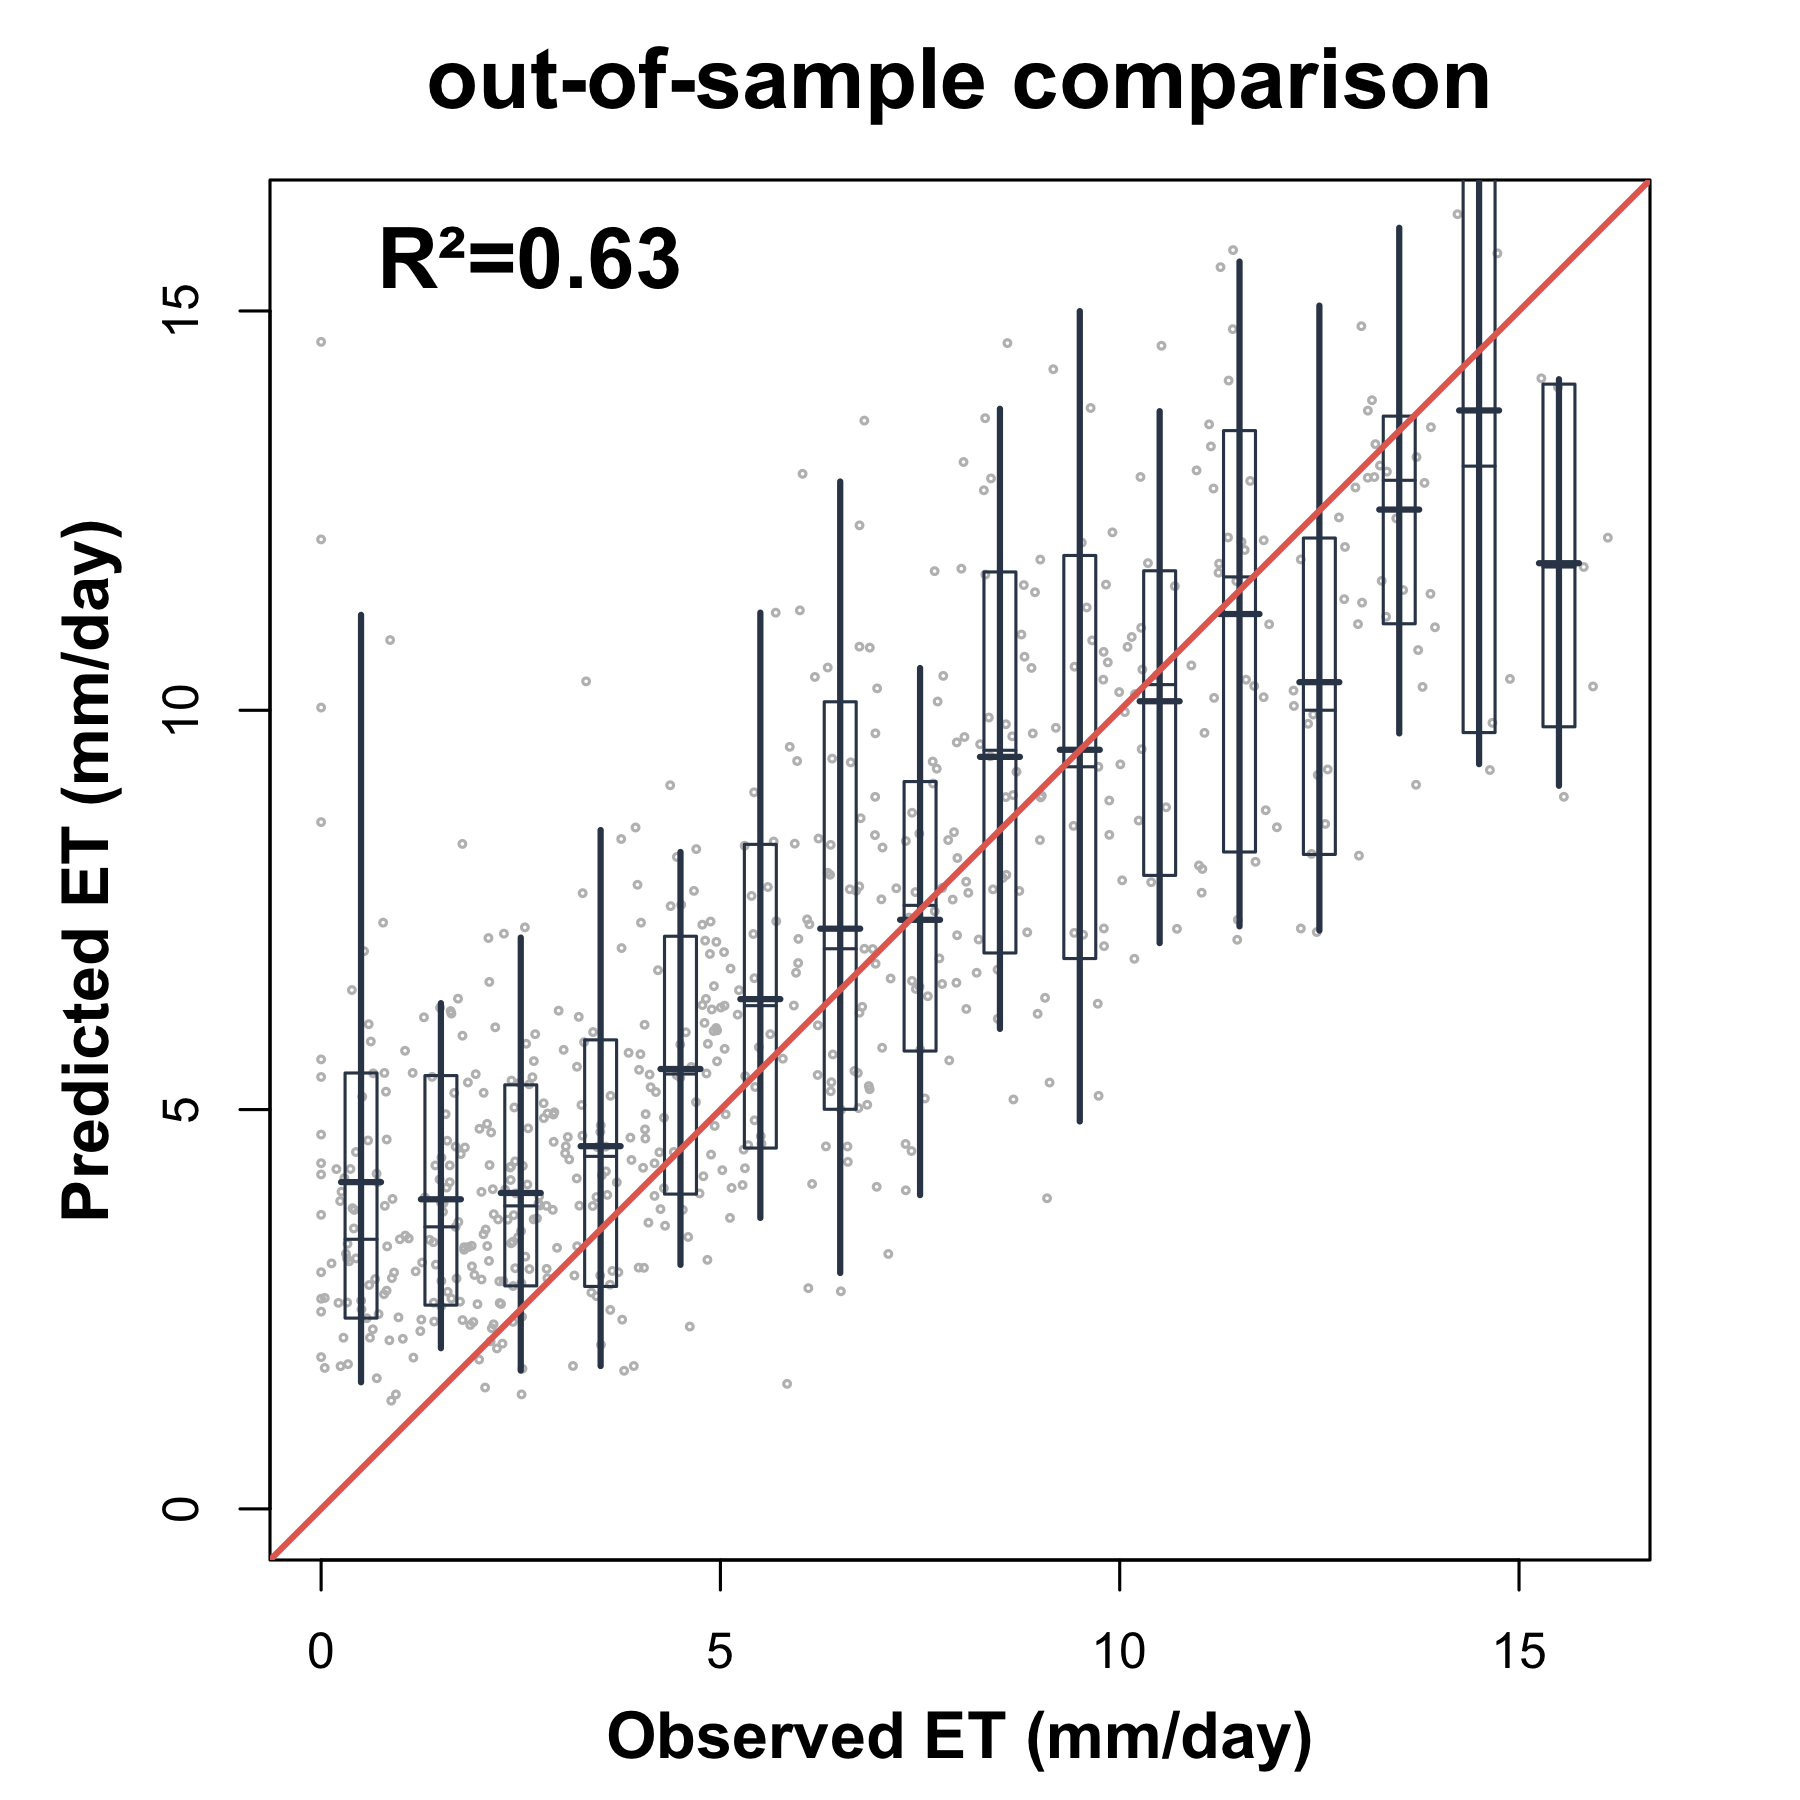 out-of-sample comparison
R²=0.63
Predicted ET (mm/day)
15
10
5
0
0 5 10 15
Observed ET (mm/day)